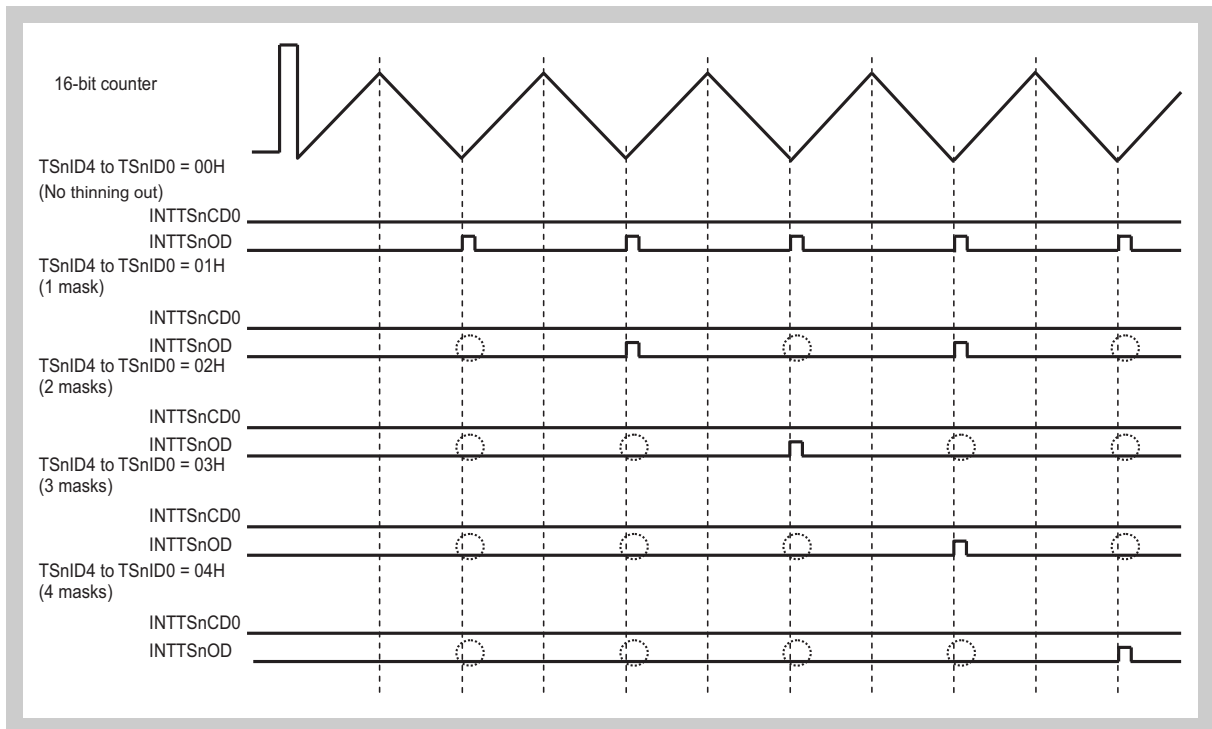 16-bit counter
TSnID4 to TSnID0 = 00H
(No thinning out)
INTTSnCD0
INTTSnOD
TSnID4 to TSnID0 = 01H
(1 mask)
INTTSnCD0
INTTSnOD
TSnID4 to TSnID0 = 02H
(2 masks)
INTTSnCD0
INTTSnOD
TSnID4 to TSnID0 = 03H
(3 masks)
INTTSnCD0
INTTSnOD
TSnID4 to TSnID0 = 04H
(4 masks)
INTTSnCD0
INTTSnOD